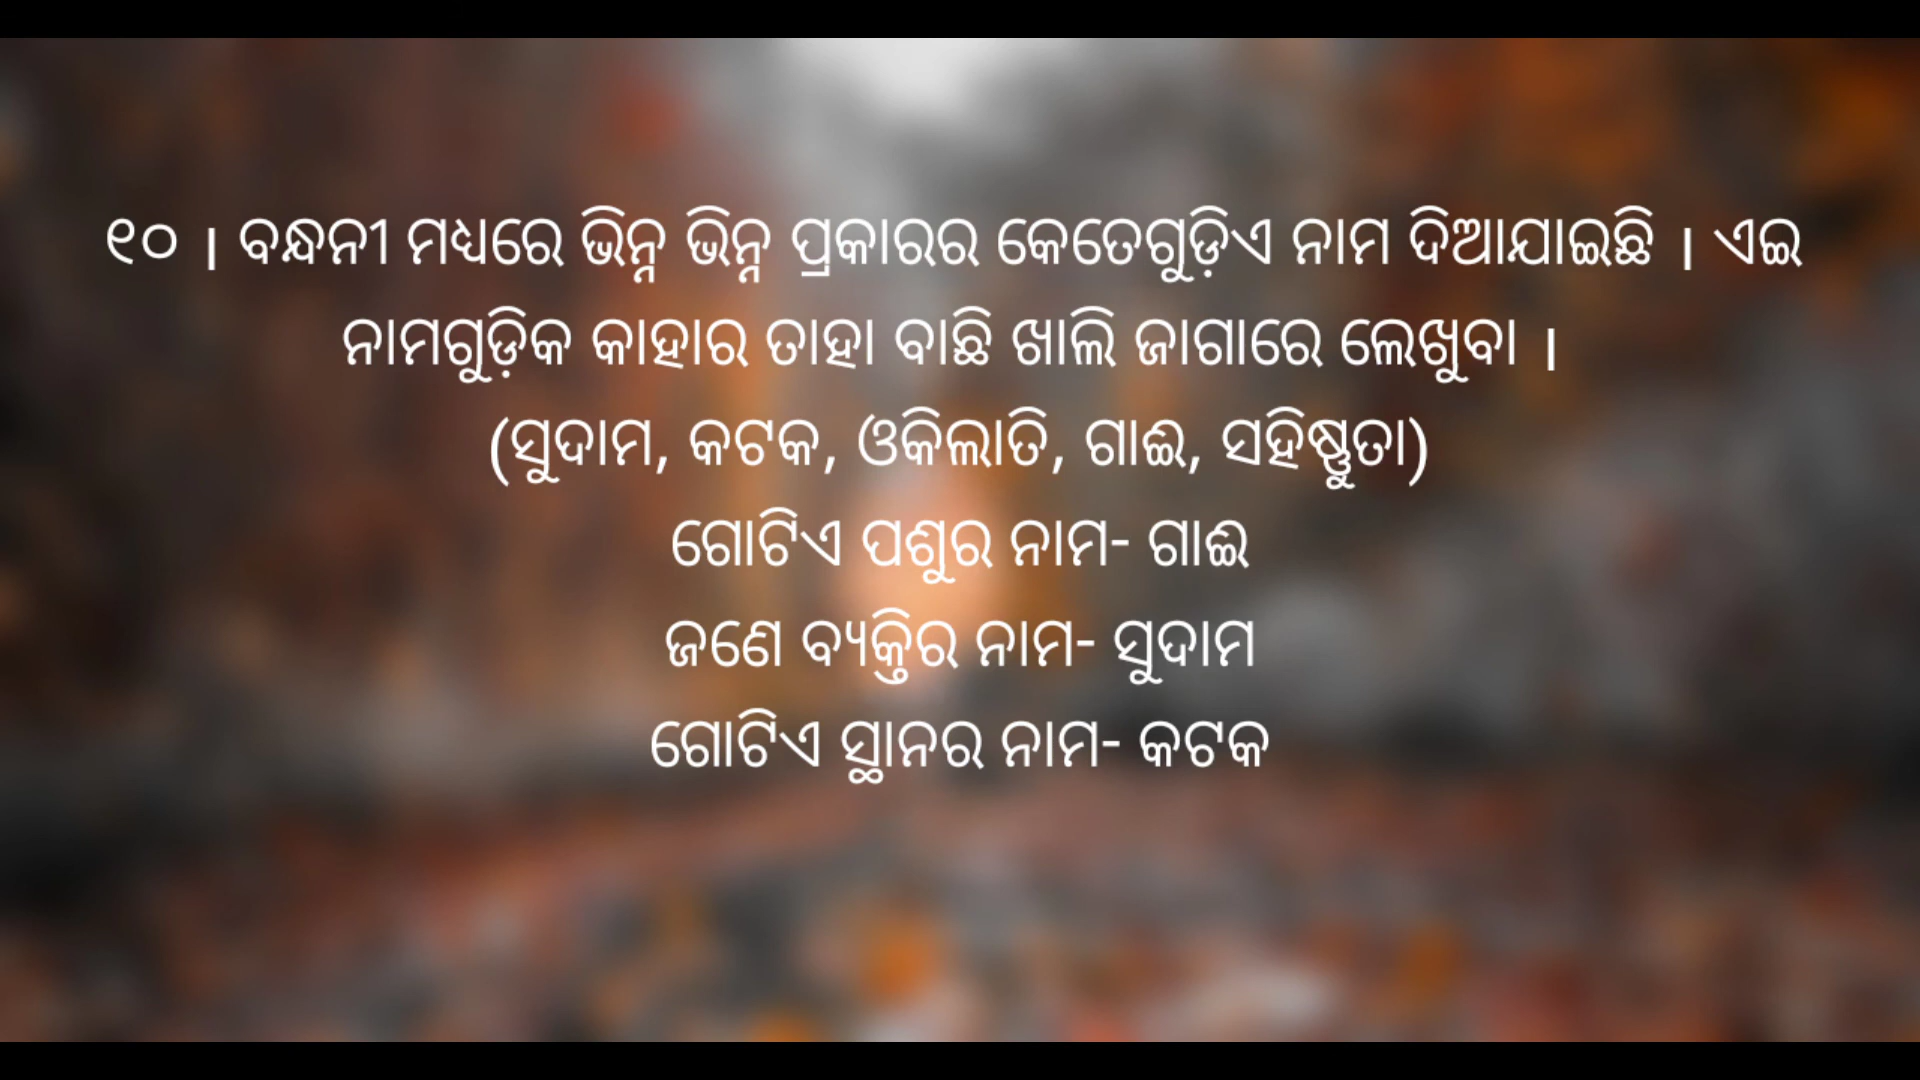 ୧୦ । ବନ୍ଧନୀ ମଧ୍ୟରେ ଭିନ୍ନ ଭିନ୍ନ ପ୍ରକାରର କେତେଗୁଡ଼ିଏ ନାମ ଦିଆଯାଇଛି । ଏଇ
ନାମଗୁଡ଼ିକ କାହାର ତାହା ବାଛି ଖାଲି ଜାଗାରେ ଲେଖୁବା ।
(ସୁଦାମ, କଟକ, ଓକିଲାତି, ଗାଈ, ସହିଷ୍ଣୁତା)
ଗୋଟିଏ ପଶୁର ନାମ- ଗାଈ
ଜଣେ ବ୍ୟକ୍ତିର ନାମ- ସୁଦାମ
ଗୋଟିଏ ସ୍ଥାନର ନାମ- କଟକ